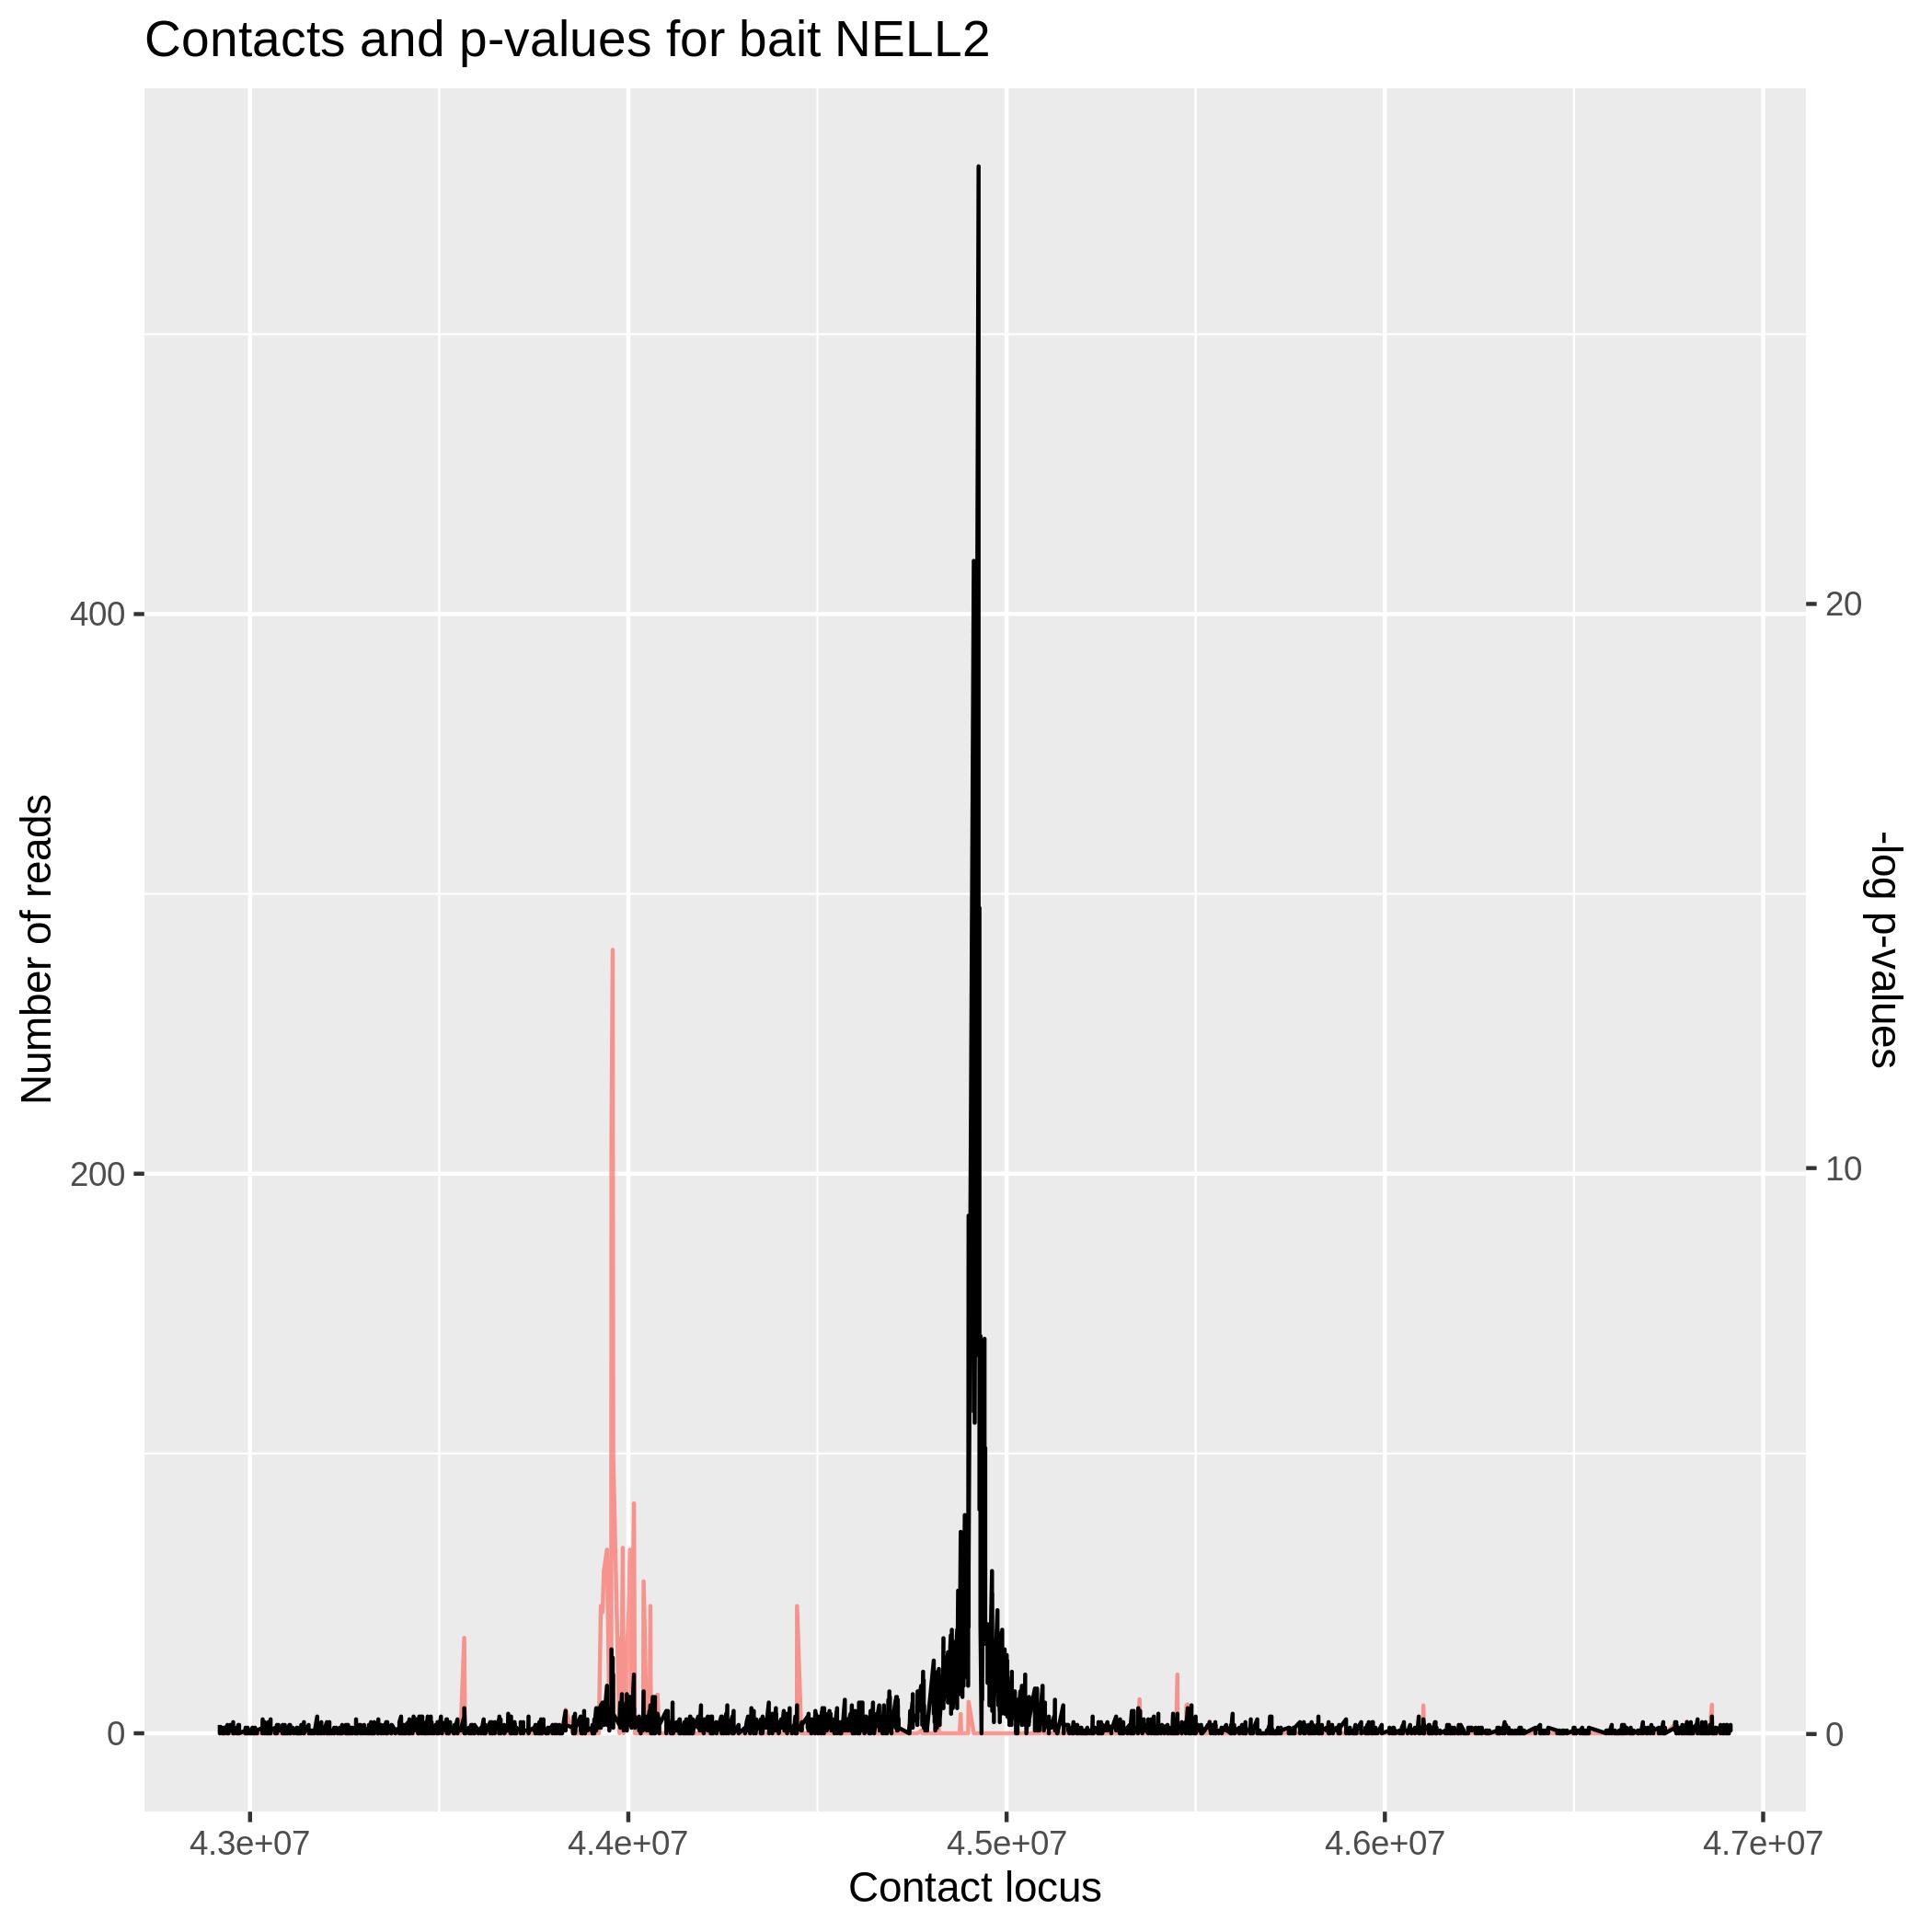 Contacts and p-values for bait NELL2
Number of reads
400
200
0
20
10
0
-log p-values
4.3e+07 4.4e+07 4.5e+07 4.6e+07 4.7e+07
Contact locus